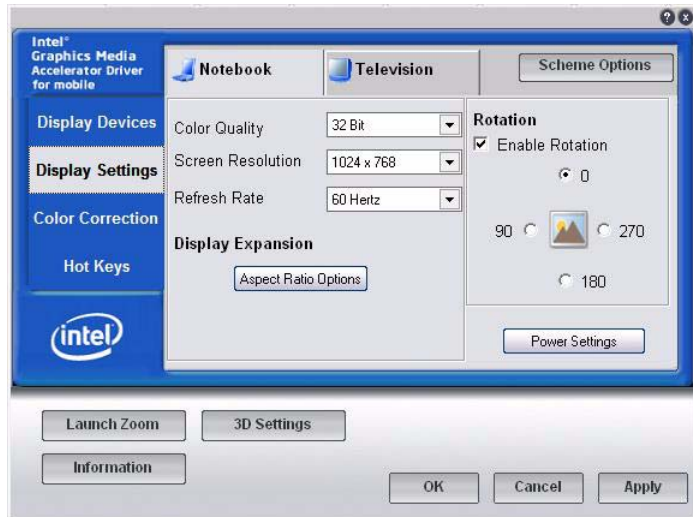 Intel®
Graphics Media
Accelerator Driver
for mobile
Notebook
Television
Scheme Options
Display Devices
Display Settings
Color Correction
Hot Keys
intel
Color Quality
32 Bit
Screen Resolution
1024 x 768
Refresh Rate
60 Hertz
Display Expansion
Aspect Ratio Options
Rotation
Enable Rotation
0
90
270
180
Power Settings
Launch Zoom
3D Settings
Information
OK
Cancel
Apply